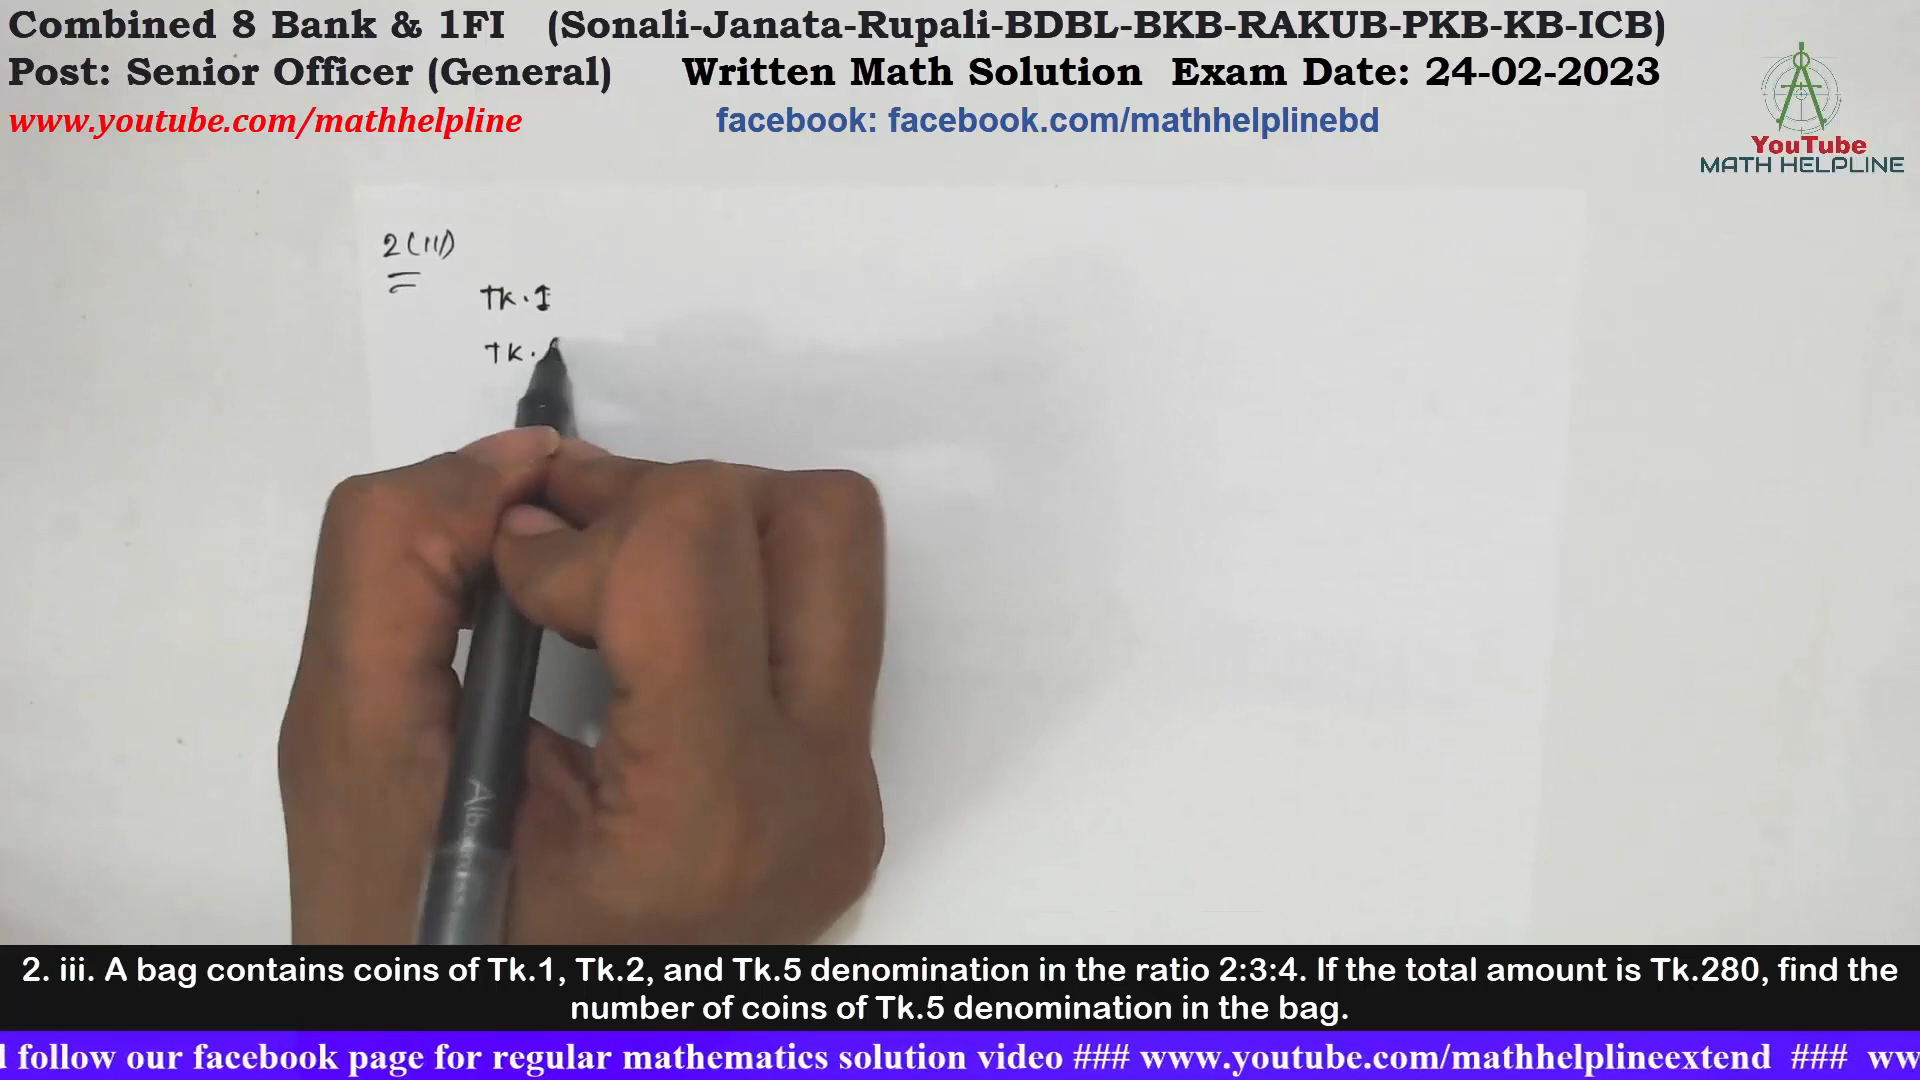 Combined 8 Bank & 1FI (Sonali-Janata-Rupali-BDBL-BKB-RAKUB-PKB-KB-ICB)
Post: Senior Officer (General) Written Math Solution Exam Date: 24-02-2023
www.youtube.com/mathhelpline facebook: facebook.com/mathhelplinebd
YouTube
MATH HELPLINE
2(iii)
Tk.1
Tk.
2. iii. A bag contains coins of Tk.1, Tk.2, and Tk.5 denomination in the ratio 2:3:4. If the total amount is Tk.280, find the
number of coins of Tk.5 denomination in the bag.
follow our facebook page for regular mathematics solution video ### www.youtube.com/mathhelplineextend ###